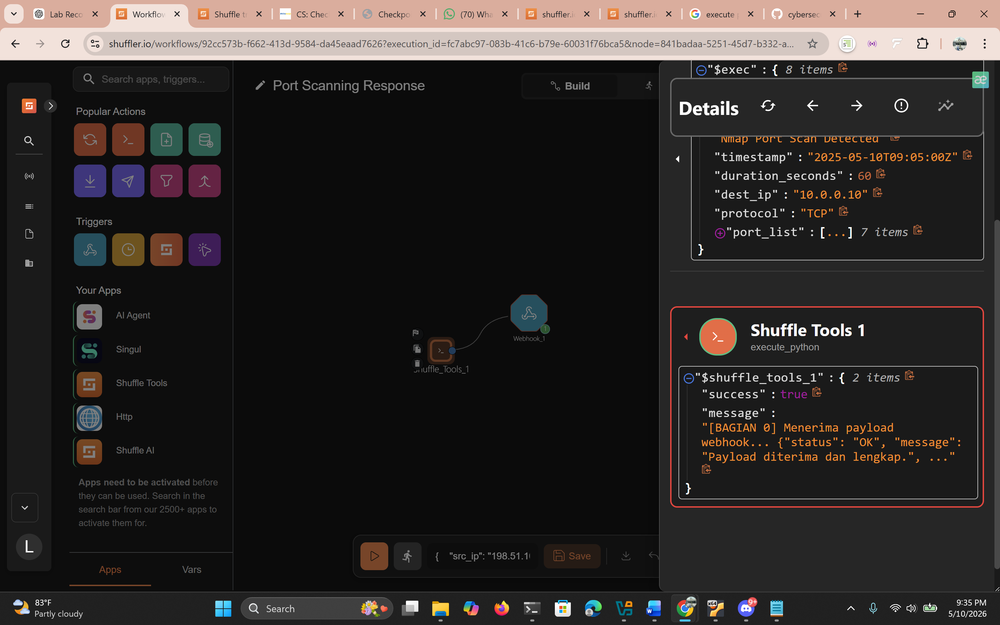 Lab Reco
Workflow
Shuffle t
CS: Chec
Checkpo
(70) Wha
shuffler.i
shuffler.i
execute
cybersec
shuffler.io/workflows/92cc573b-f662-413d-9584-da45eaad7626?execution_id=fc7abc97-083b-41c6-b79e-60031f76bca5&node=841badaa-5251-45d7-b332-a...
Search apps, triggers...
Popular Actions
Triggers
Your Apps
AI Agent
Singul
Shuffle Tools
Http
Shuffle AI
Apps need to be activated before
they can be used. Search in the
search bar from our 2500+ apps to
activate them for.
L
Apps
Vars
Port Scanning Response
Build
Webhook_1
1
huffle_Tools_1
{ "src_ip": "198.51.1
Save
"$exec" : { 8 items
æ
Details
Nmap Port Scan Detected
"timestamp" : "2025-05-10T09:05:00Z"
"duration_seconds" : 60
"dest_ip" : "10.0.0.10"
"protocol" : "TCP"
"port_list" : [...] 7 items
}
Shuffle Tools 1
execute_python
"$shuffle_tools_1" : { 2 items
"success" : true
"message" :
"[BAGIAN 0] Menerima payload
webhook... {"status": "OK", "message":
"Payload diterima dan lengkap.", ..."
}
83°F
Partly cloudy
Search
x64
9+
9:35 PM
5/10/2026